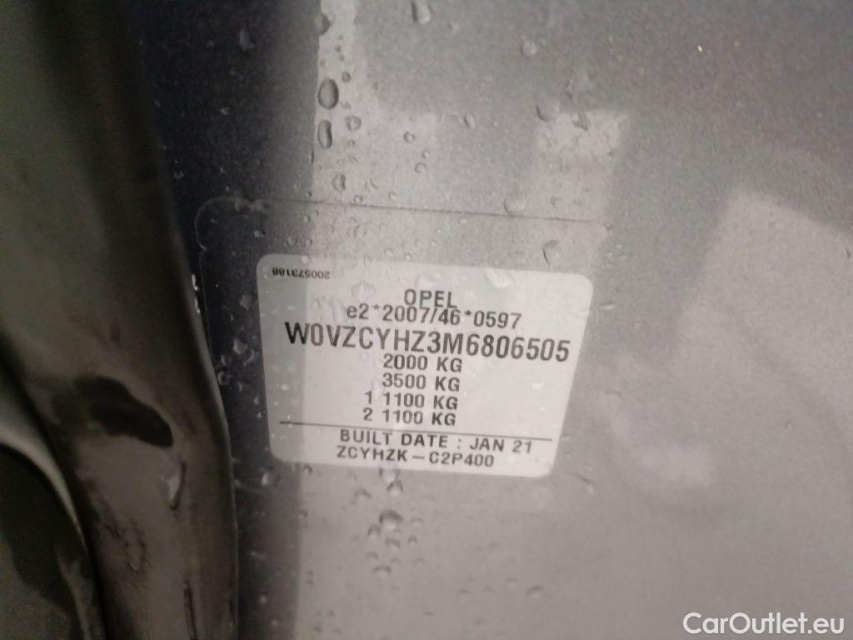 200573188
OPEL
e2*2007/46*0597
W0VZCYHZ3M6806505
2000 KG
3500 KG
1 1100 KG
2 1100 KG
BUILT DATE : JAN 21
ZCYHZK-C2P400
CarOutlet.eu